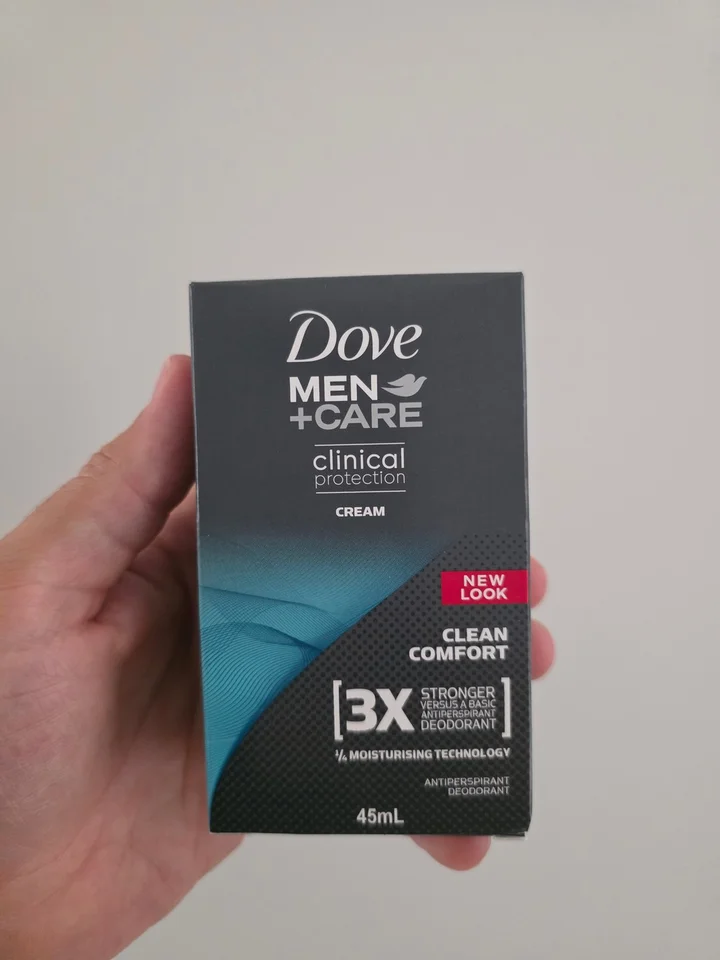 Dove
MEN
+CARE
clinical
protection
CREAM
NEW
LOOK
CLEAN
COMFORT
[3X STRONGER
VERSUS A BASIC
ANTIPERSPIRANT
DEODORANT]
¼ MOISTURISING TECHNOLOGY
ANTIPERSPIRANT
DEODORANT
45mL